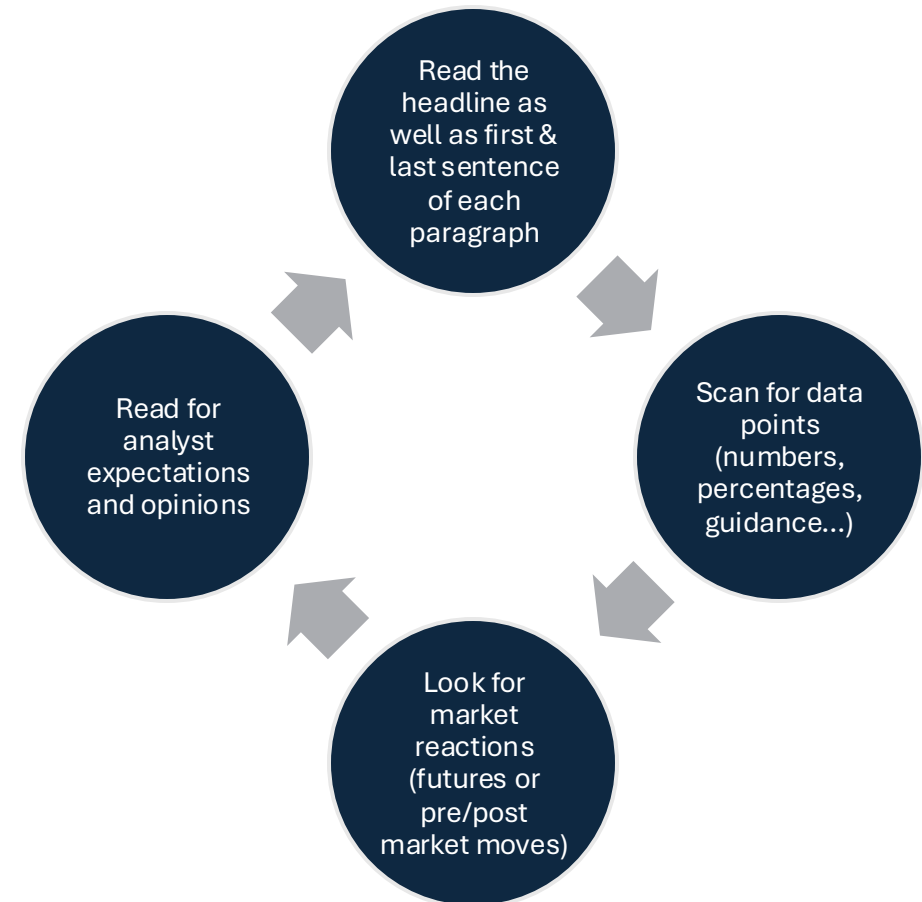 Read the
headline as
well as first &
last sentence
of each
paragraph
Scan for data
points
(numbers,
percentages,
guidance...)
Look for
market
reactions
(futures or
pre/post
market moves)
Read for
analyst
expectations
and opinions